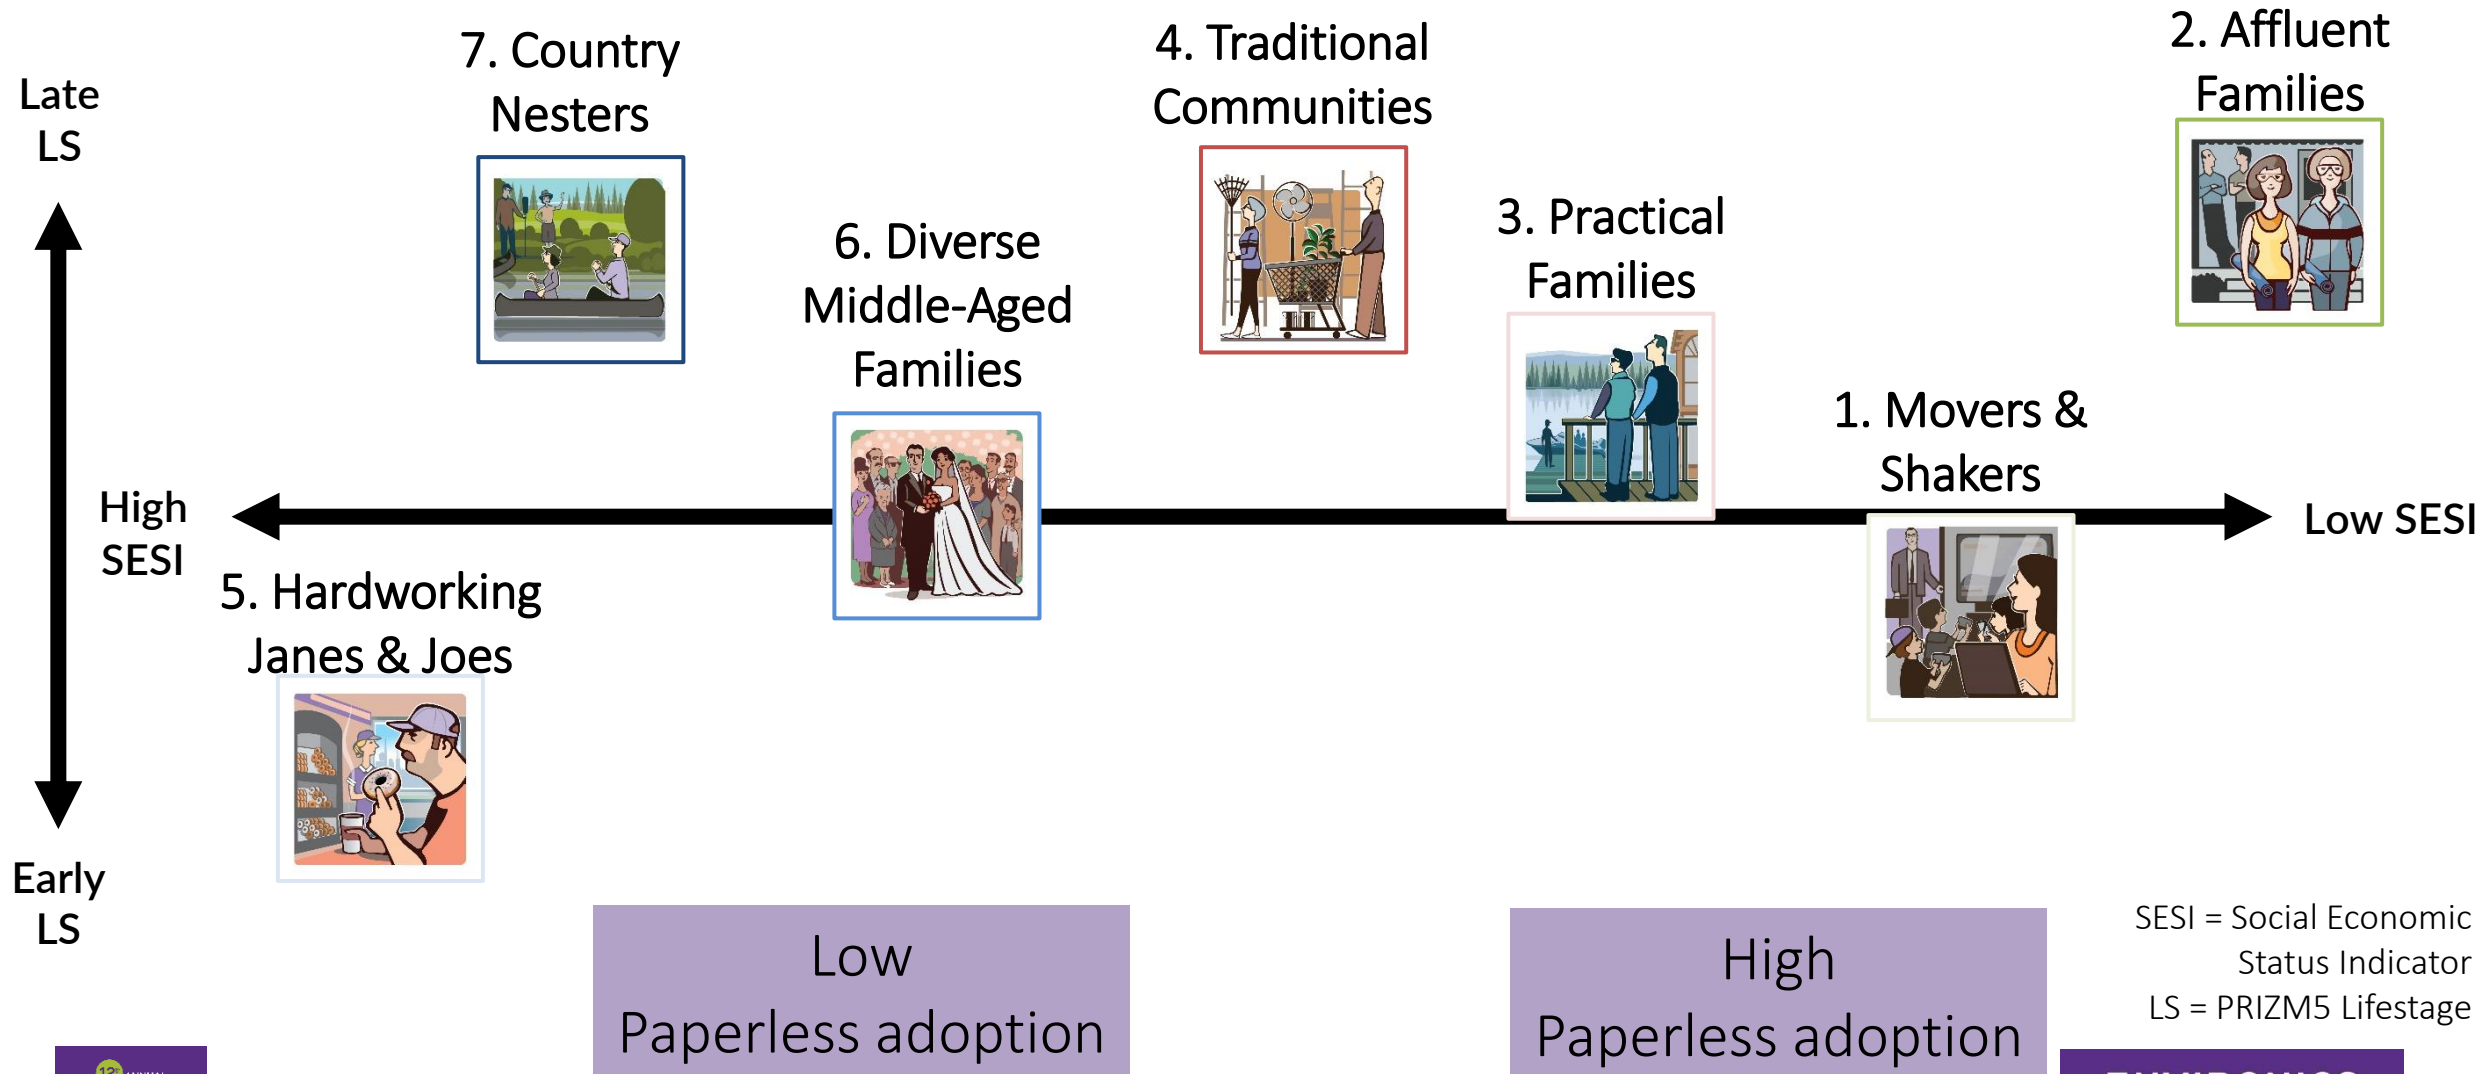 7. Country
Nesters
4. Traditional
Communities
2. Affluent
Families
Late
LS
6. Diverse
Middle-Aged
Families
3. Practical
Families
1. Movers &
Shakers
High
SESI
Low SESI
5. Hardworking
Janes & Joes
Early
LS
Low
Paperless adoption
High
Paperless adoption
SESI = Social Economic
Status Indicator
LS = PRIZM5 Lifestage